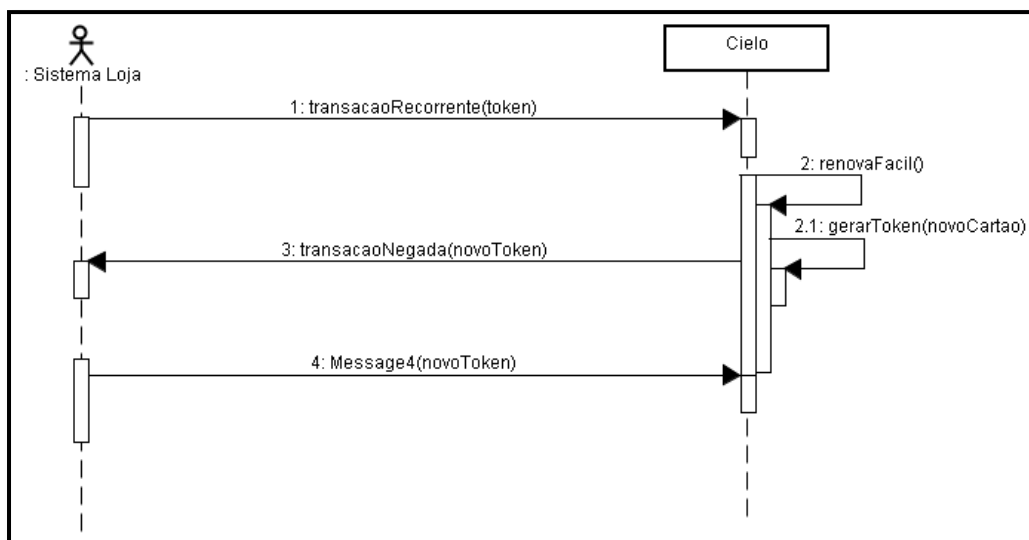 Cielo
: Sistema Loja
1: transacaoRecorrente(token)
2: renovaFacil()
2.1: gerarToken(novoCartao)
3: transacaoNegada(novoToken)
4: Message4(novoToken)